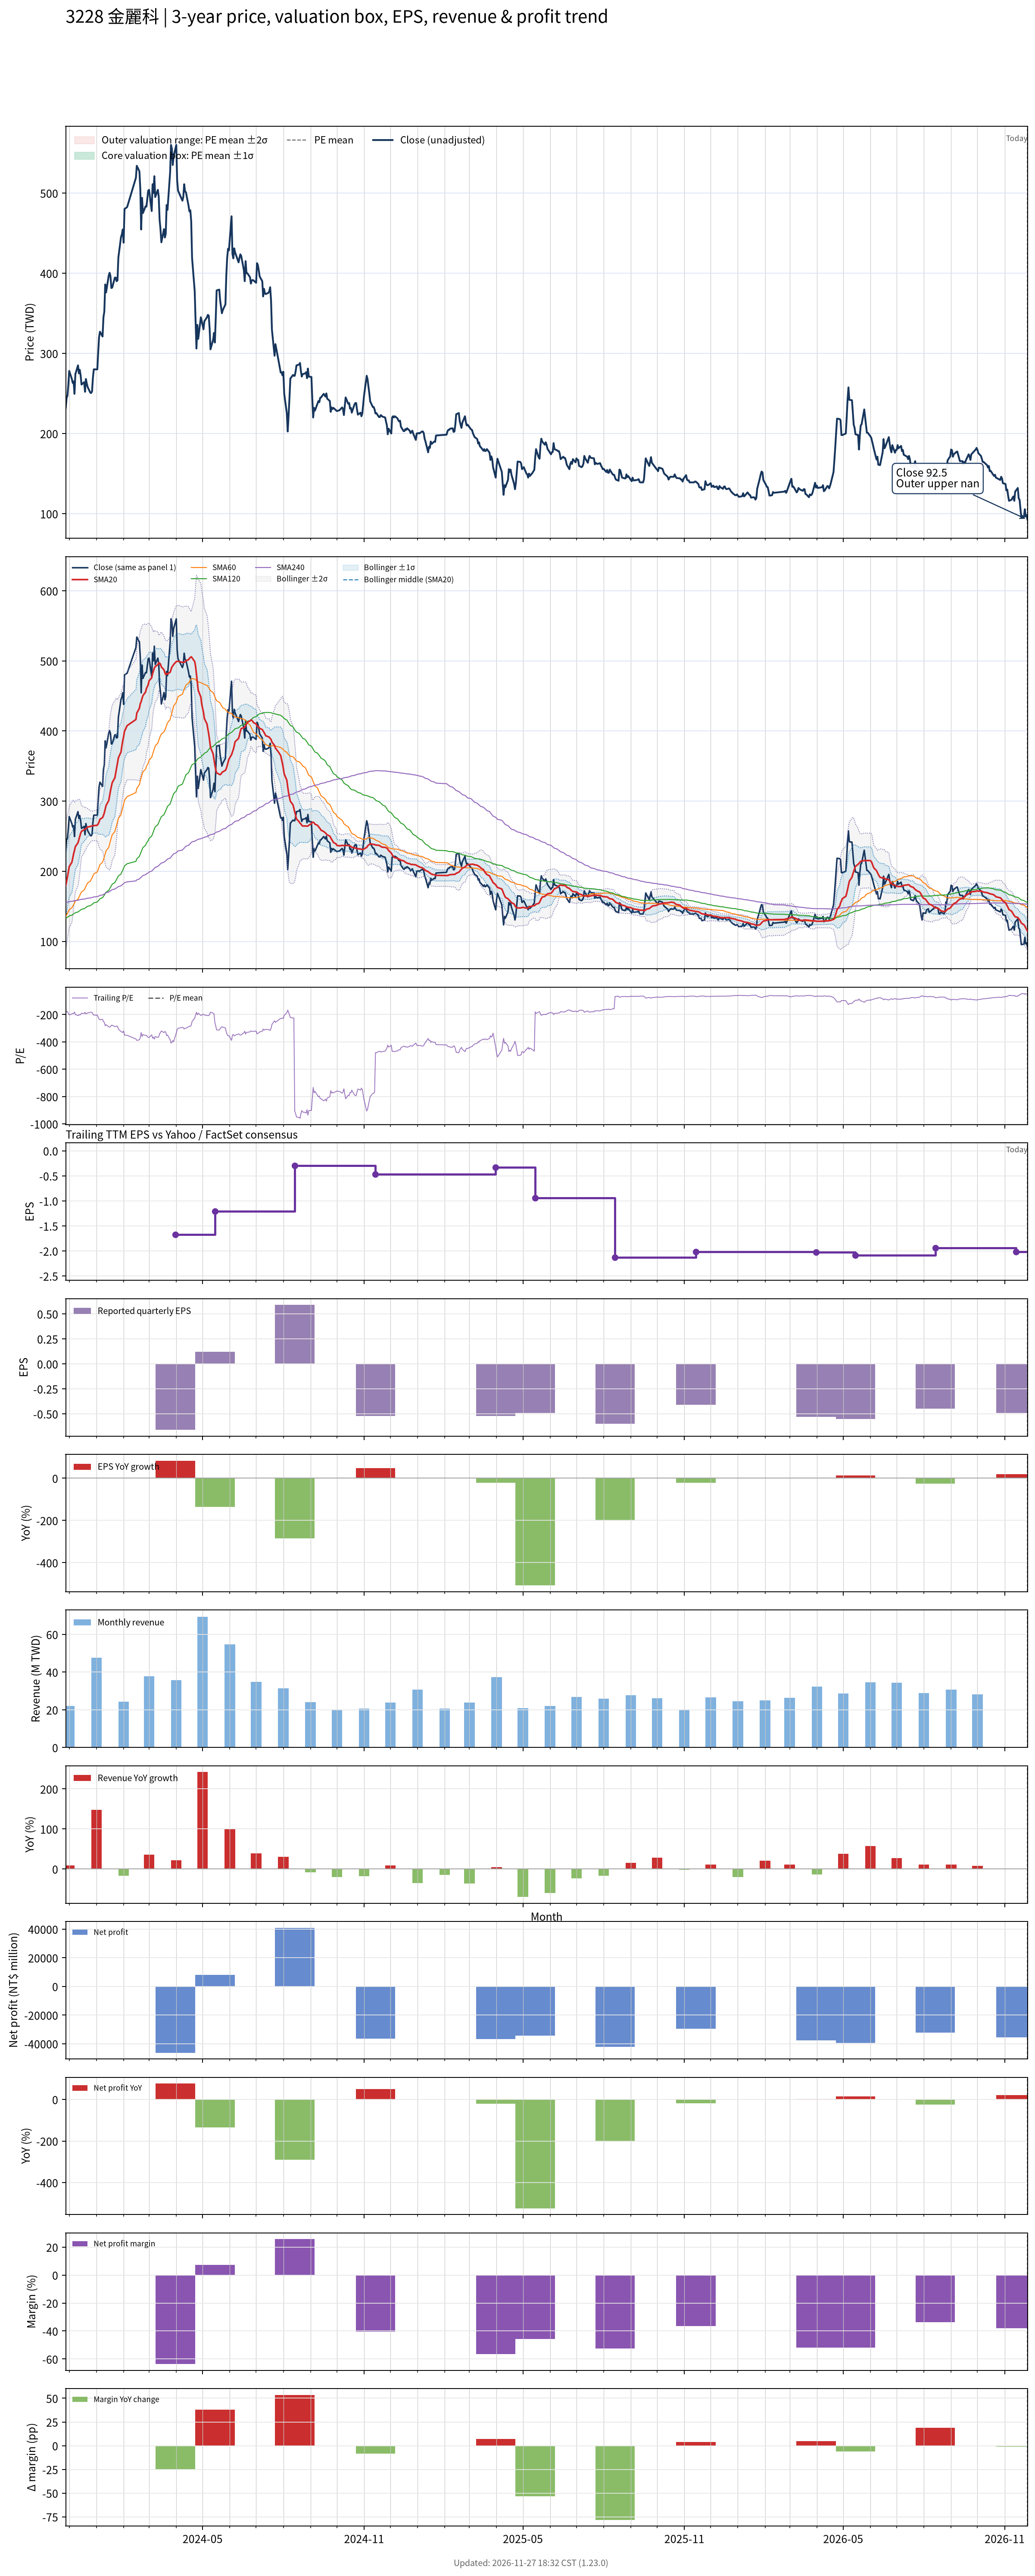 3228 金麗科 | 3-year price, valuation box, EPS, revenue & profit trend
Outer valuation range: PE mean ±2σ
PE mean
Close (unadjusted)
Core valuation box: PE mean ±1σ
Today
500
400
300
200
100
Price (TWD)
Close 92.5
Outer upper nan
Close (same as panel 1)
SMA20
SMA60
SMA120
SMA240
Bollinger ±2σ
Bollinger ±1σ
Bollinger middle (SMA20)
600
500
400
300
200
100
Price
Trailing P/E
P/E mean
-200
-400
-600
-800
-1000
P/E
Trailing TTM EPS vs Yahoo / FactSet consensus
Today
0.0
-0.5
-1.0
-1.5
-2.0
-2.5
EPS
Reported quarterly EPS
0.50
0.25
0.00
-0.25
-0.50
EPS
EPS YoY growth
0
-200
-400
YoY (%)
Monthly revenue
60
40
20
0
Revenue (M TWD)
Revenue YoY growth
200
100
0
YoY (%)
Month
Net profit
40000
20000
0
-20000
-40000
Net profit (NT$ million)
Net profit YoY
0
-200
-400
YoY (%)
Net profit margin
20
0
-20
-40
-60
Margin (%)
Margin YoY change
50
25
0
-25
-50
-75
Δ margin (pp)
2024-05
2024-11
2025-05
2025-11
2026-05
2026-11
Updated: 2026-11-27 18:32 CST (1.23.0)